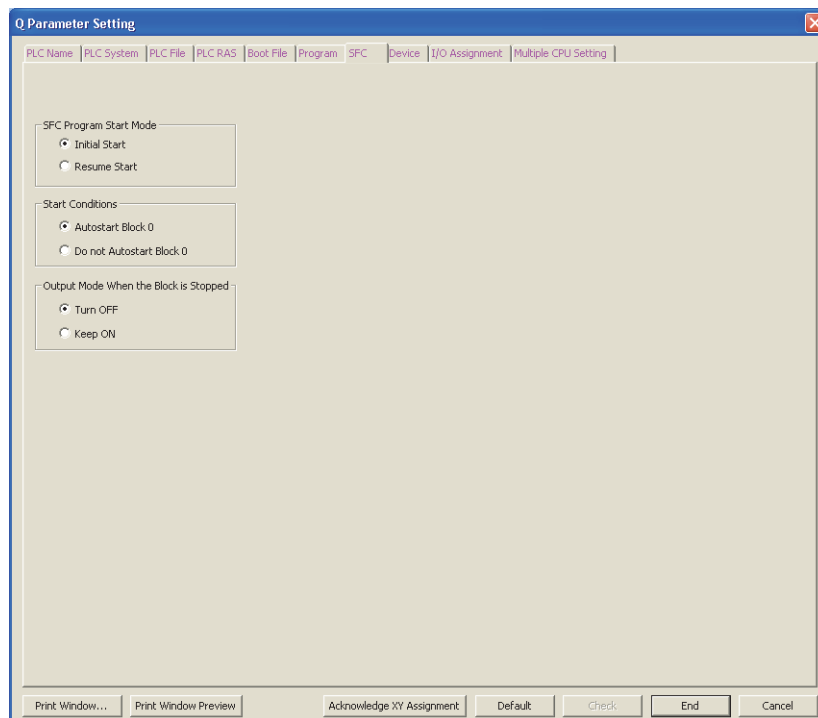 Q Parameter Setting
PLC Name PLC System PLC File PLC RAS Boot File Program SFC Device I/O Assignment Multiple CPU Setting
SFC Program Start Mode
Initial Start
Resume Start
Start Conditions
Autostart Block 0
Do not Autostart Block 0
Output Mode When the Block is Stopped
Turn OFF
Keep ON
Print Window... Print Window Preview Acknowledge XY Assignment Default Check End Cancel